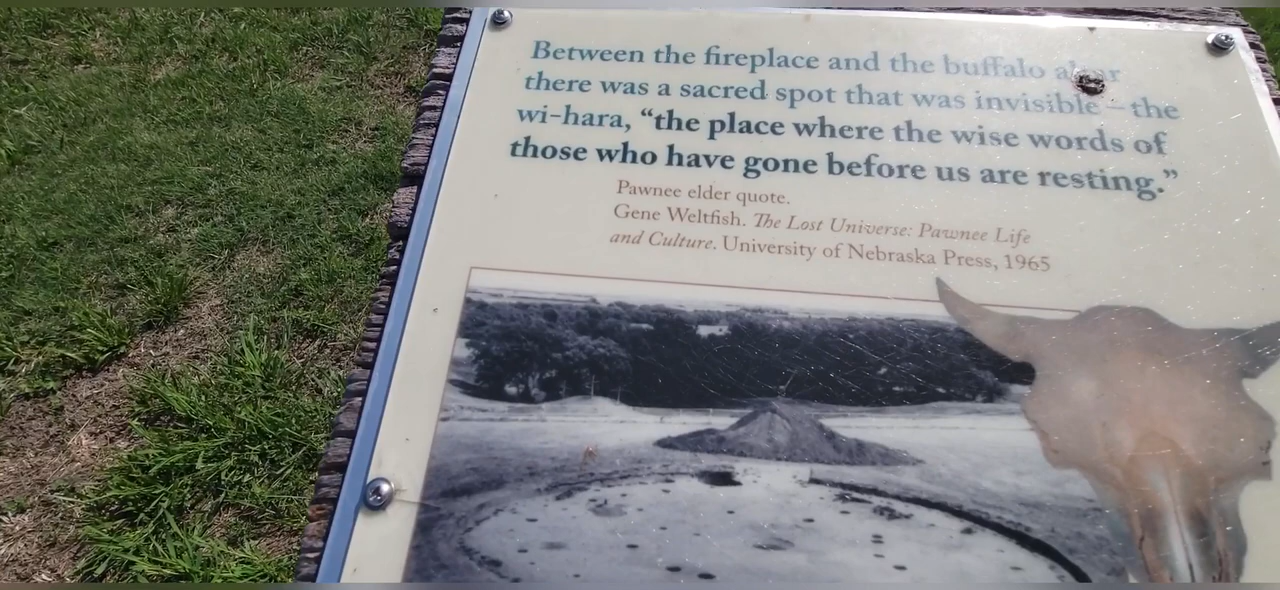 Between the fireplace and the buffalo altar
there was a sacred spot that was invisible—the
wi-hara, “the place where the wise words of
those who have gone before us are resting.”
Pawnee elder quote.
Gene Weltfish. The Lost Universe: Pawnee Life
and Culture. University of Nebraska Press, 1965